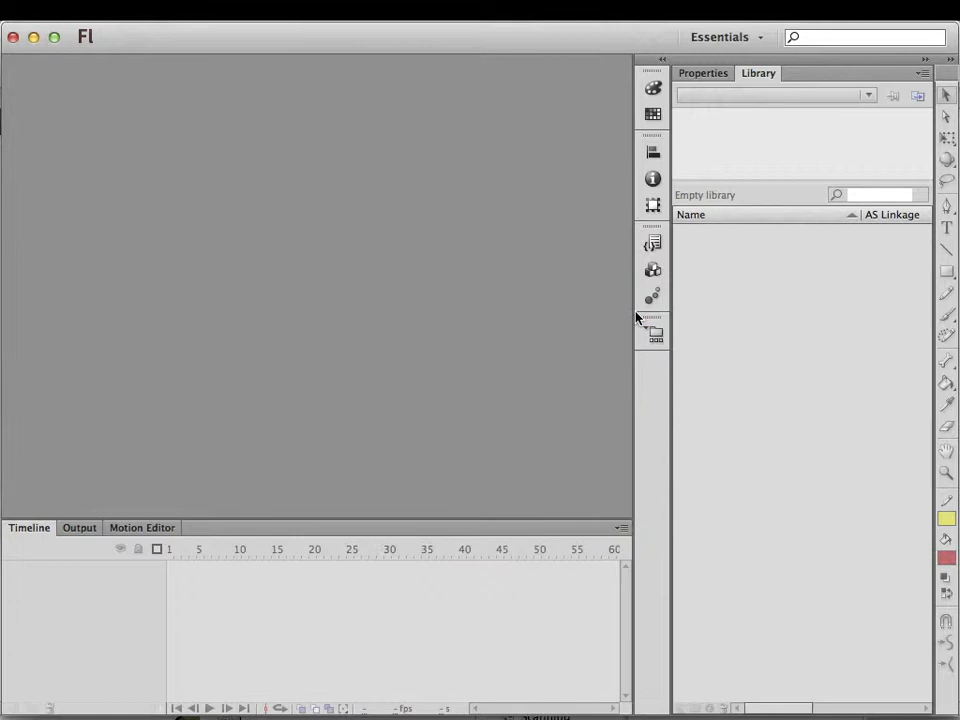 Fl
Essentials
Properties Library
Empty library
Name AS Linkage
T
Timeline Output Motion Editor
1 5 10 15 20 25 30 35 40 45 50 55 60
fps
s